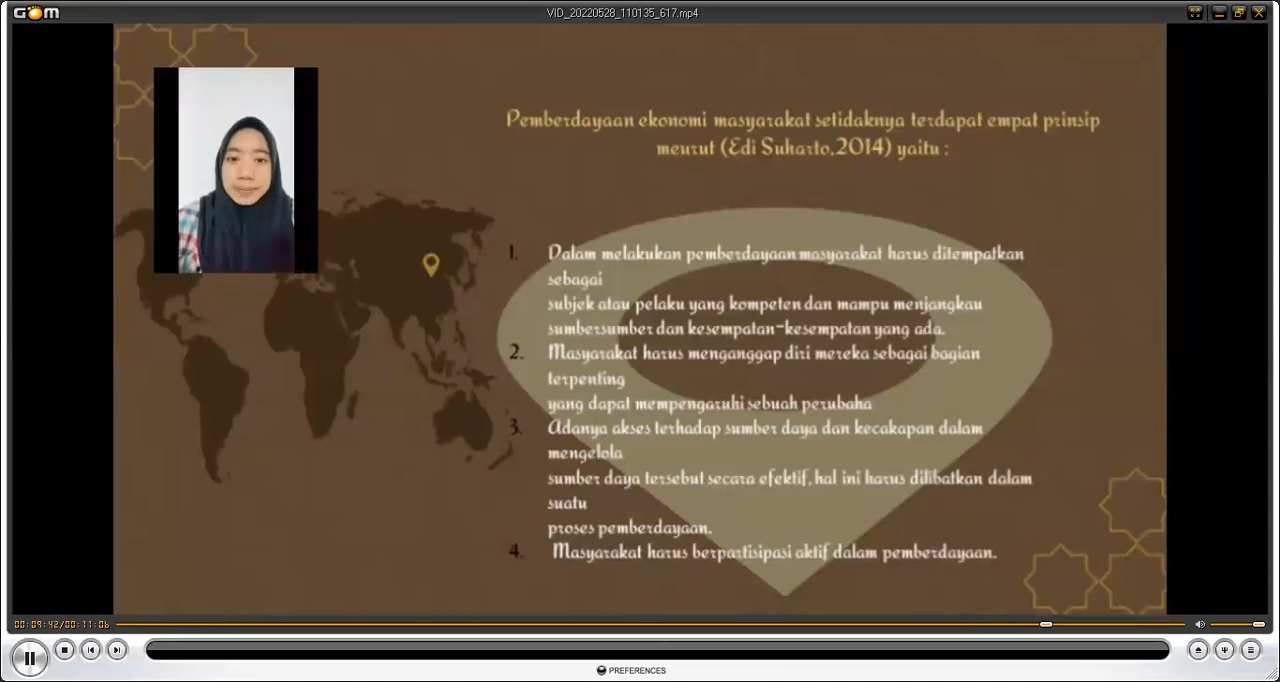 GOM
VID_20220528_110135_617.mp4
Pemberdayaan ekonomi masyarakat setidaknya terdapat empat prinsip
meurut (Edi Suharto,2014) yaitu :
1. Dalam melakukan pemberdayaan masyarakat harus ditempatkan
sebagai
subjek atau pelaku yang kompeten dan mampu menjangkau
sumbersumber dan kesempatan-kesempatan yang ada.
2. Masyarakat harus menganggap diri mereka sebagai bagian
terpenting
yang dapat mempengaruhi sebuah perubaha
3. Adanya akses terhadap sumber daya dan kecakapan dalam
mengelola
sumber daya tersebut secara efektif, hal ini harus dilibatkan dalam
suatu
proses pemberdayaan.
4. Masyarakat harus berpartisipasi aktif dalam pemberdayaan.
00:09:42/00:11:06
PREFERENCES